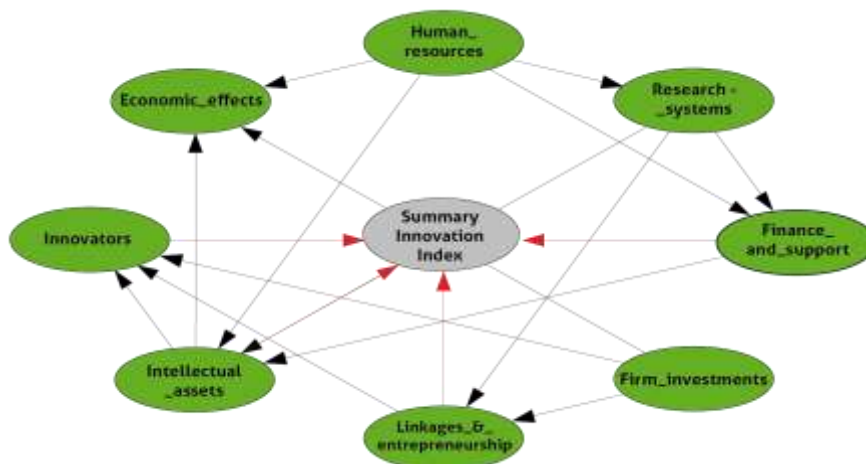 Human_
resources
Economic_effects
Research -
_systems
Summary
Innovation
Index
Innovators
Finance_
and_support
Intellectual
_assets
Firm_investments
Linkages_&_
entrepreneurship